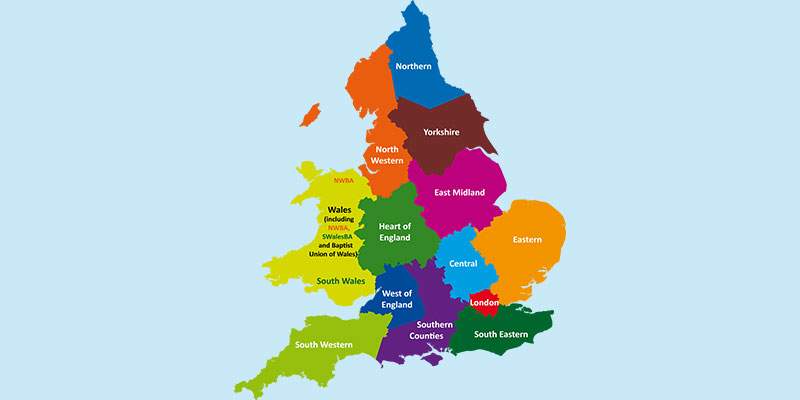 Northern
Yorkshire
North
Western
NWBA
East Midland
Wales
(including
NWBA,
SWalesBA
and Baptist
Union of Wales)
Heart of
England
Eastern
Central
South Wales
West of
England
London
Southern
Counties
South Eastern
South Western